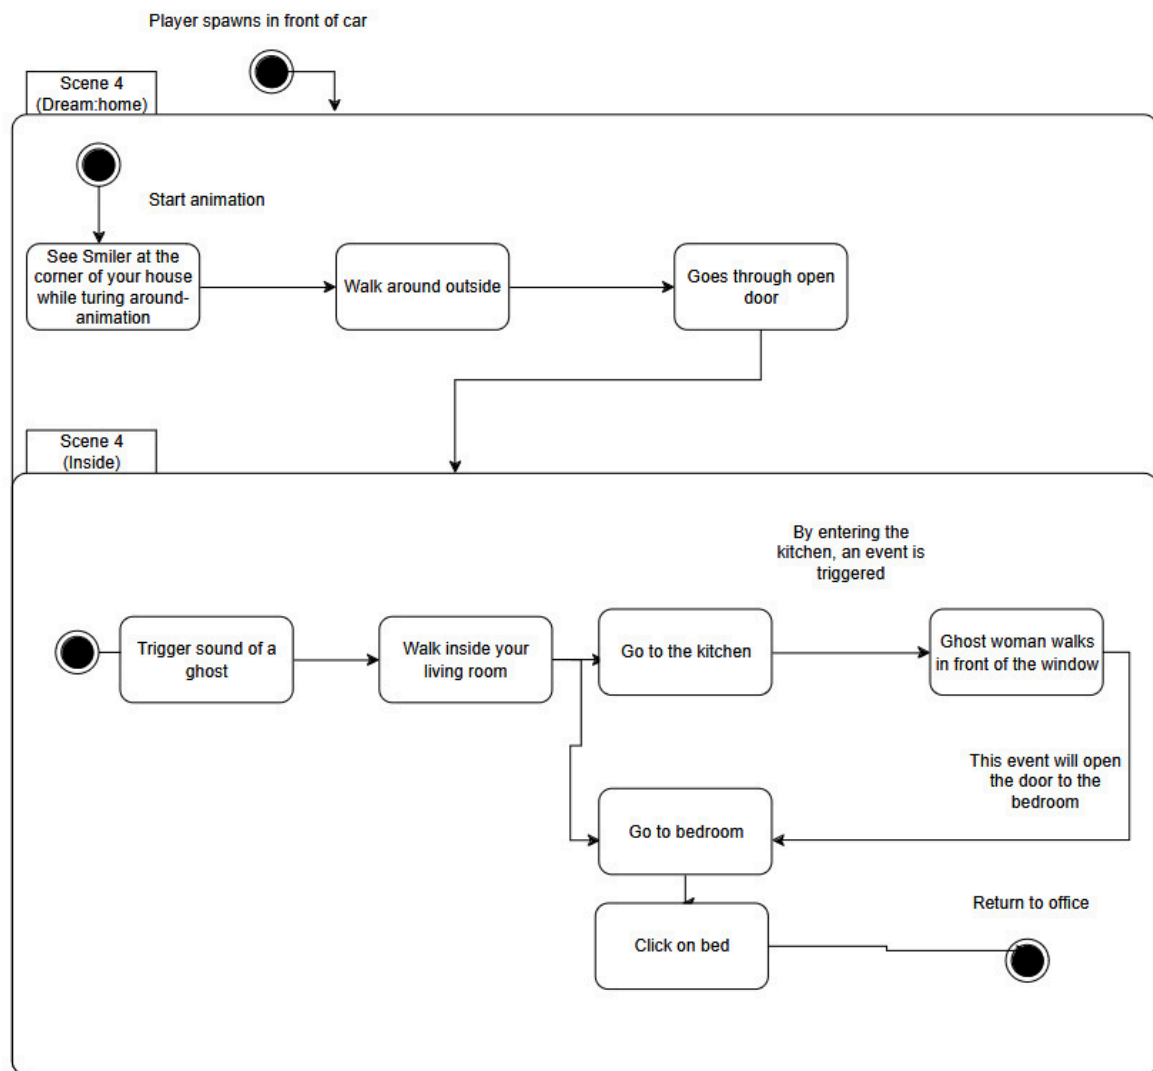 Player spawns in front of car
Scene 4
(Dream:home)
Start animation
See Smiler at the
corner of your house
while turing around-
animation
Walk around outside
Goes through open
door
Scene 4
(Inside)
By entering the
kitchen, an event is
triggered
Trigger sound of a
ghost
Walk inside your
living room
Go to the kitchen
Ghost woman walks
in front of the window
This event will open
the door to the
bedroom
Go to bedroom
Return to office
Click on bed